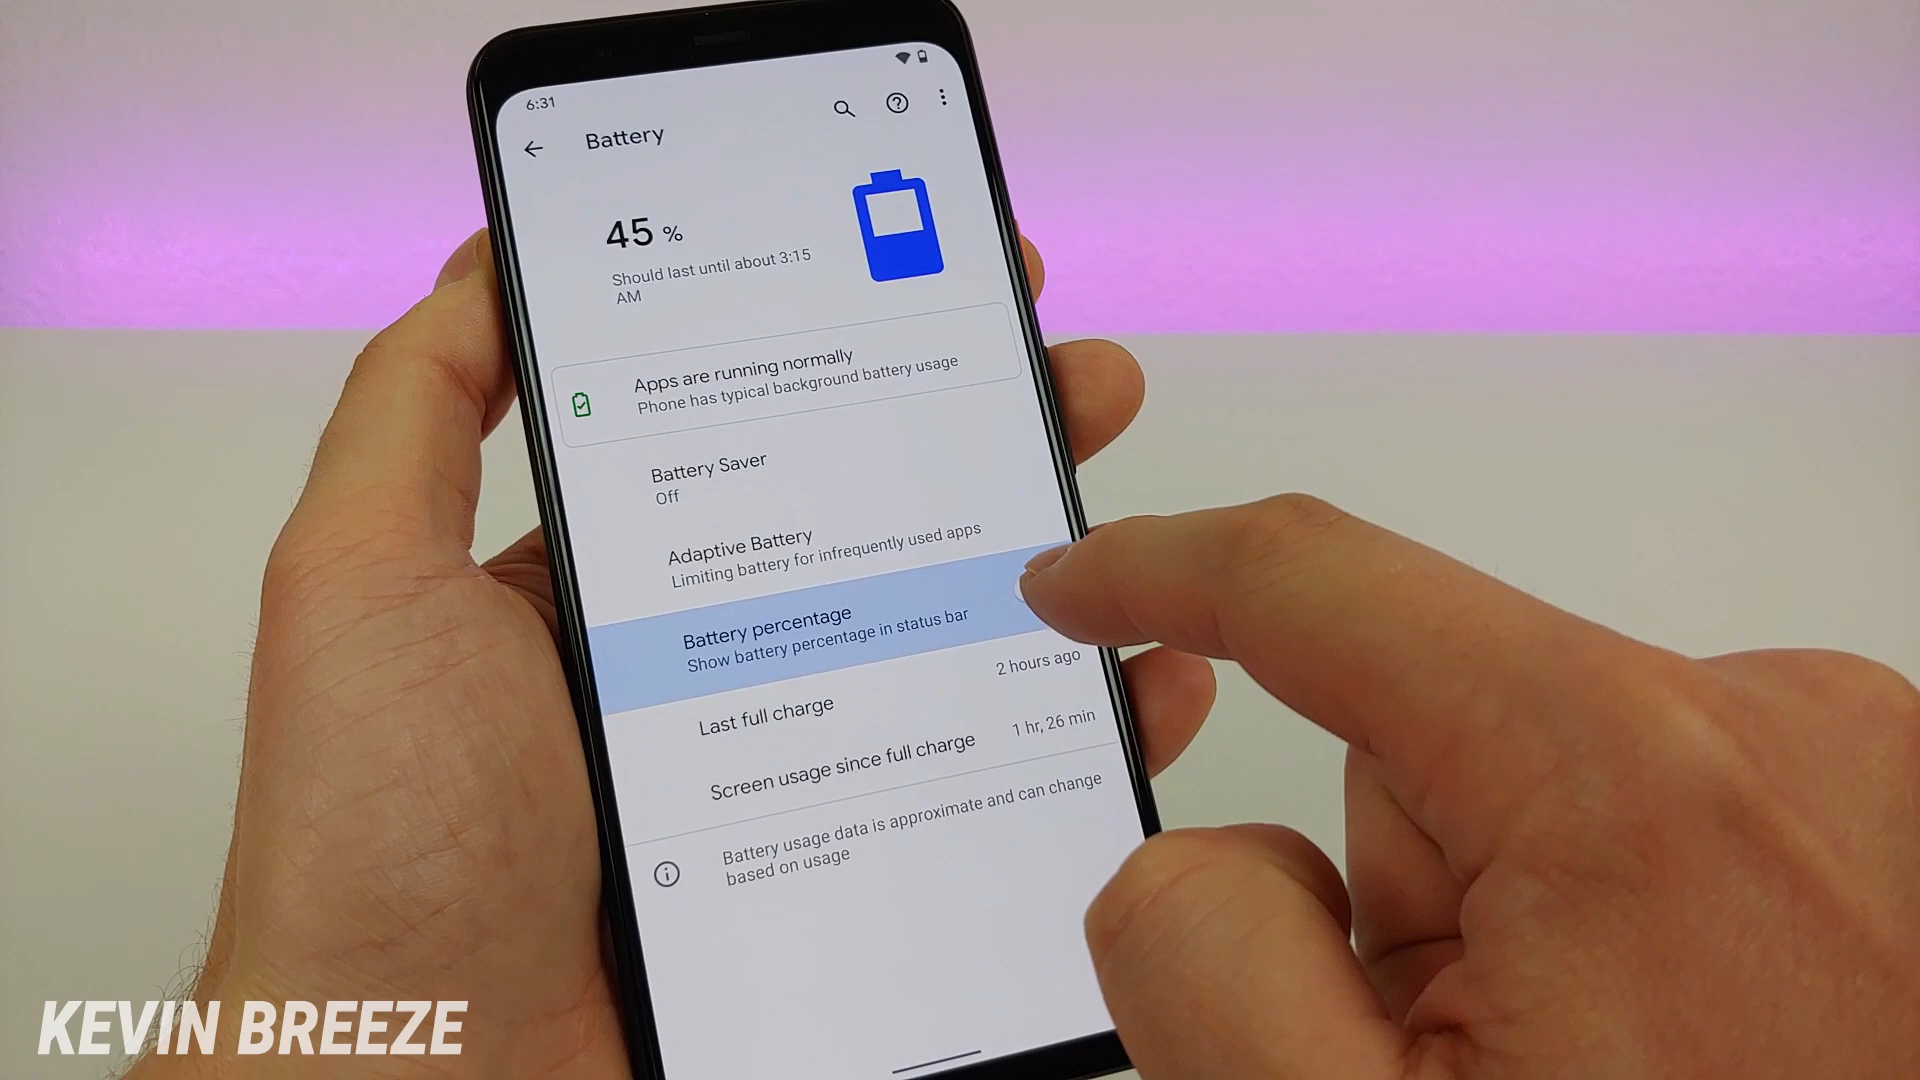 6:31
Battery
45 %
Should last until about 3:15
AM
Apps are running normally
Phone has typical background battery usage
Battery Saver
Off
Adaptive Battery
Limiting battery for infrequently used apps
Battery percentage
Show battery percentage in status bar
Last full charge
2 hours ago
Screen usage since full charge
1 hr, 26 min
Battery usage data is approximate and can change
based on usage
KEVIN BREEZE